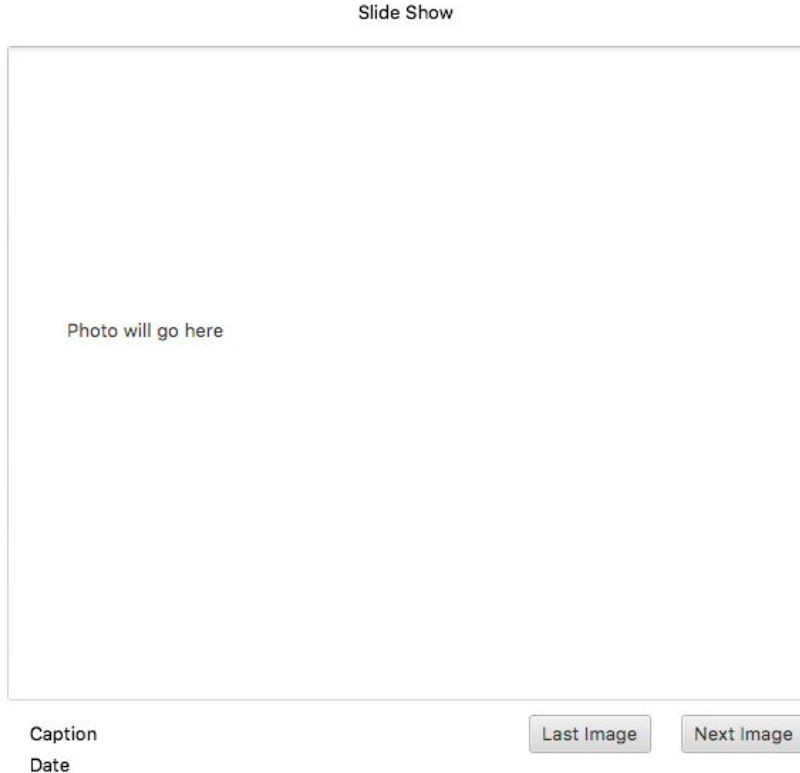 Slide Show
Photo will go here
Caption
Last Image
Next Image
Date